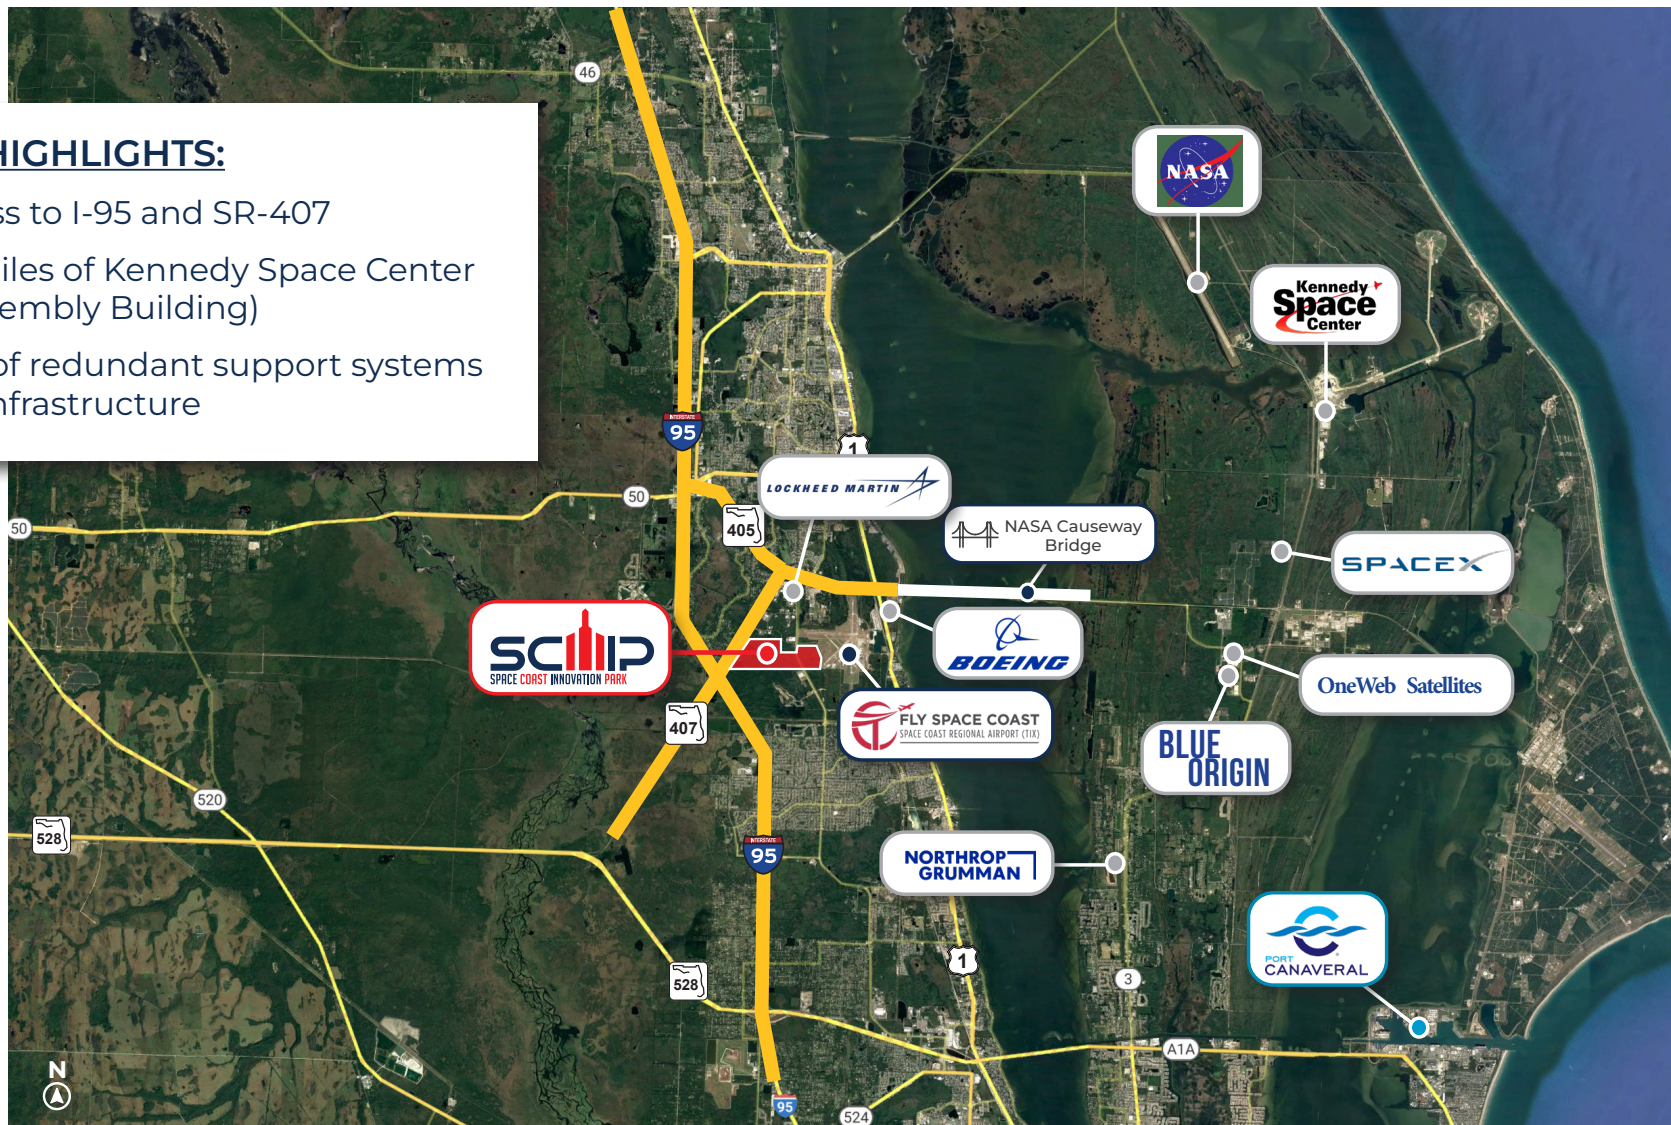 HIGHLIGHTS:
ss to I-95 and SR-407
iles of Kennedy Space Center
embly Building)
of redundant support systems
nfrastructure
46
NASA
Kennedy
Space
Center
INTERSTATE
95
1
LOCKHEED MARTIN
50
50
405
NASA Causeway
Bridge
SPACEX
SCIIIP
SPACE COAST INNOVATION PARK
BOEING
OneWeb Satellites
407
FLY SPACE COAST
SPACE COAST REGIONAL AIRPORT (TIX)
BLUE
ORIGIN
520
528
INTERSTATE
95
NORTHROP
GRUMMAN
PORT
CANAVERAL
1
528
3
A1A
N
95
524